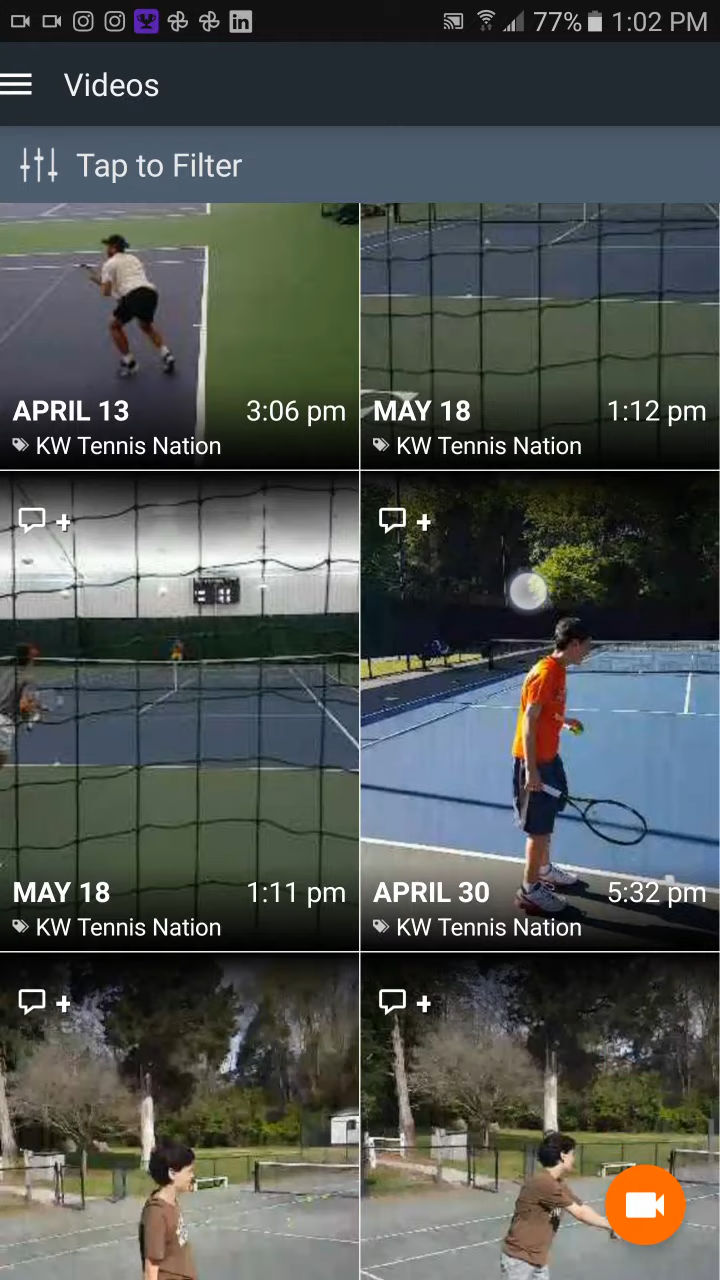 77% 1:02 PM
Videos
Tap to Filter
APRIL 13 3:06 pm
KW Tennis Nation
MAY 18 1:12 pm
KW Tennis Nation
+
+
MAY 18 1:11 pm
KW Tennis Nation
APRIL 30 5:32 pm
KW Tennis Nation
+
+